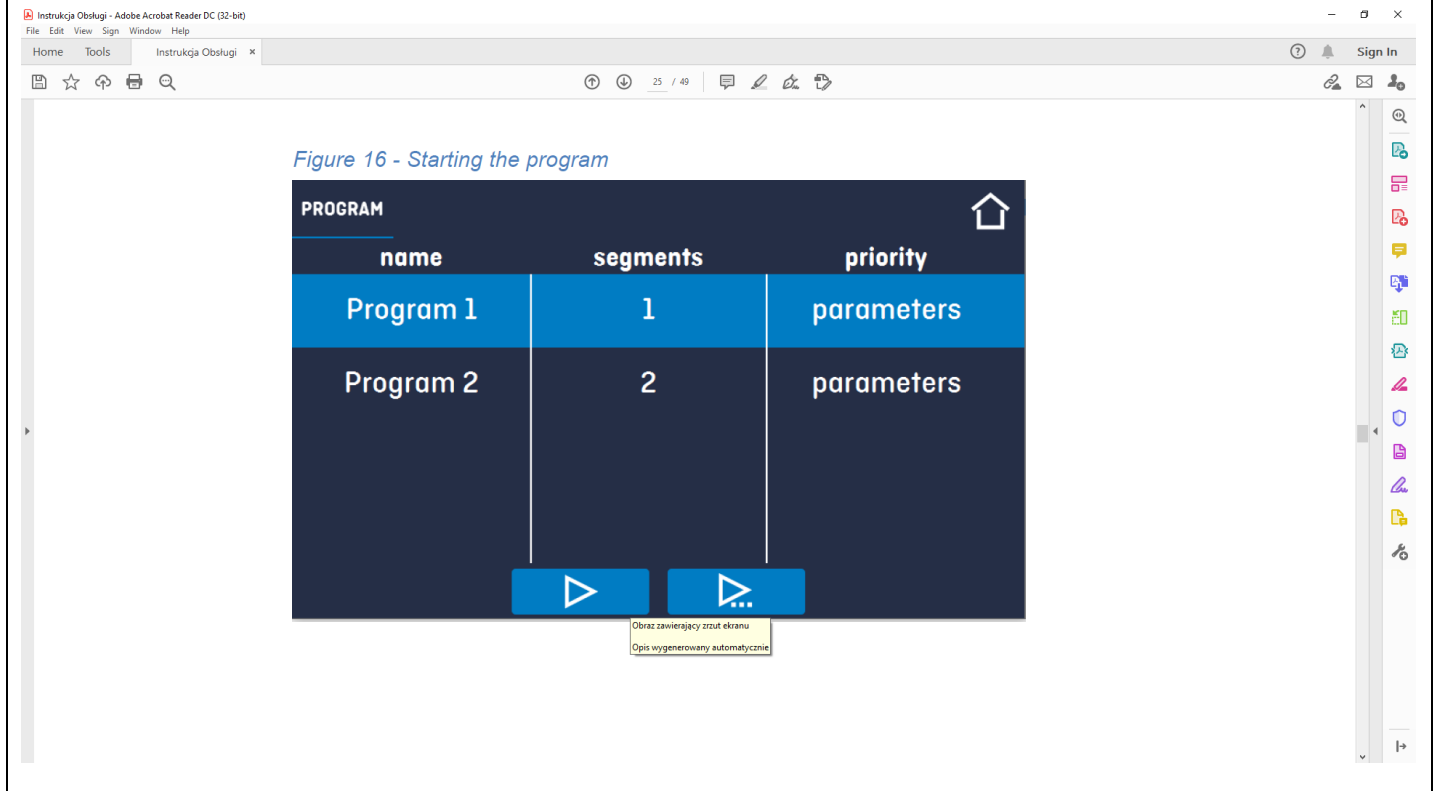 Instrukcja Obsługi - Adobe Acrobat Reader DC (32-bit)
File Edit View Sign Window Help
Home Tools Instrukcja Obsługi × Sign In
25 / 49
Figure 16 - Starting the program
PROGRAM
name segments priority
Program 1 1 parameters
Program 2 2 parameters
Obraz zawierający zrzut ekranu
Opis wygenerowany automatycznie